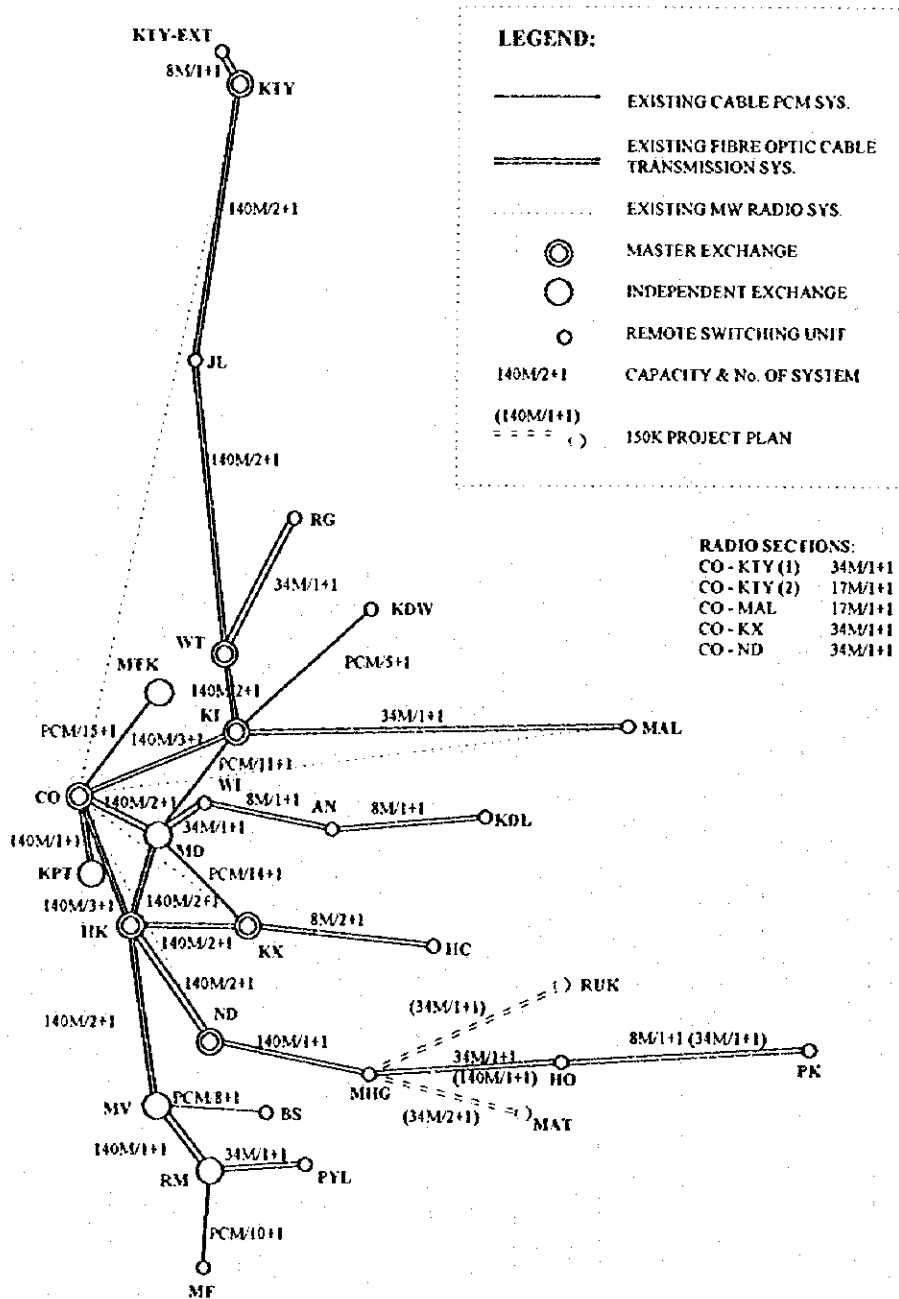 KTY-EXT
8M/1+1
KTY
140M/2+1
JL
140M/2+1
RG
34M/1+1
KDW
WT
PCM/5+1
MTK
140M/2+1
KI
34M/1+1
MAL
PCM/15+1
140M/3+1
PCM/11+1
WI
CO
140M/2+1
8M/1+1
AN
8M/1+1
KDL
34M/1+1
MD
140M/1+1
KPT
PCM/14+1
140M/3+1
140M/2+1
HK
140M/2+1
KX
8M/2+1
HC
140M/2+1
ND
140M/2+1
140M/1+1
(34M/1+1)
RUK
MHG
34M/1+1
(140M/1+1)
HO
8M/1+1 (34M/1+1)
PK
(34M/2+1)
MAT
MV
PCM/8+1
BS
140M/1+1
RM
34M/1+1
PYL
PCM/10+1
MF
LEGEND:
EXISTING CABLE PCM SYS.
EXISTING FIBRE OPTIC CABLE
TRANSMISSION SYS.
EXISTING MW RADIO SYS.
MASTER EXCHANGE
INDEPENDENT EXCHANGE
REMOTE SWITCHING UNIT
140M/2+1 CAPACITY & No. OF SYSTEM
(140M/1+1)
( ) 150K PROJECT PLAN
RADIO SECTIONS:
CO - KTY (1) 34M/1+1
CO - KTY (2) 17M/1+1
CO - MAL 17M/1+1
CO - KX 34M/1+1
CO - ND 34M/1+1